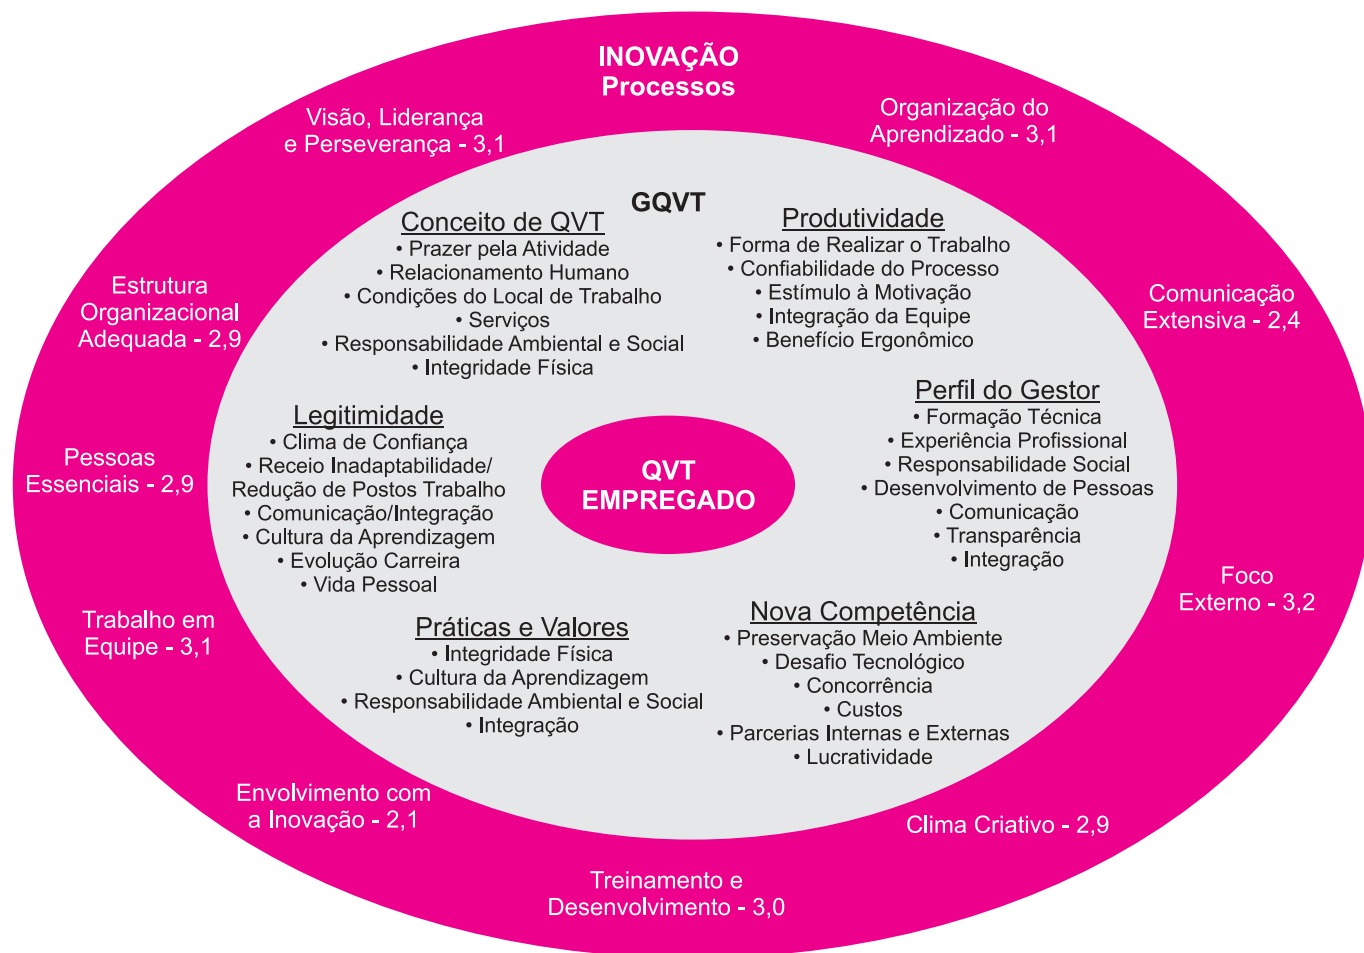 INOVAÇÃO
Processos
Visão, Liderança
e Perseverança - 3,1
Organização do
Aprendizado - 3,1
Estrutura
Organizacional
Adequada - 2,9
Comunicação
Extensiva - 2,4
Pessoas
Essenciais - 2,9
Foco
Externo - 3,2
Trabalho em
Equipe - 3,1
Envolvimento com
a Inovação - 2,1
Clima Criativo - 2,9
Treinamento e
Desenvolvimento - 3,0
GQVT
Conceito de QVT
• Prazer pela Atividade
• Relacionamento Humano
• Condições do Local de Trabalho
• Serviços
• Responsabilidade Ambiental e Social
• Integridade Física
Produtividade
• Forma de Realizar o Trabalho
• Confiabilidade do Processo
• Estímulo à Motivação
• Integração da Equipe
• Benefício Ergonômico
Legitimidade
• Clima de Confiança
• Receio Inadaptabilidade/
Redução de Postos Trabalho
• Comunicação/Integração
• Cultura da Aprendizagem
• Evolução Carreira
• Vida Pessoal
Perfil do Gestor
• Formação Técnica
• Experiência Profissional
• Responsabilidade Social
• Desenvolvimento de Pessoas
• Comunicação
• Transparência
• Integração
QVT
EMPREGADO
Práticas e Valores
• Integridade Física
• Cultura da Aprendizagem
• Responsabilidade Ambiental e Social
• Integração
Nova Competência
• Preservação Meio Ambiente
• Desafio Tecnológico
• Concorrência
• Custos
• Parcerias Internas e Externas
• Lucratividade